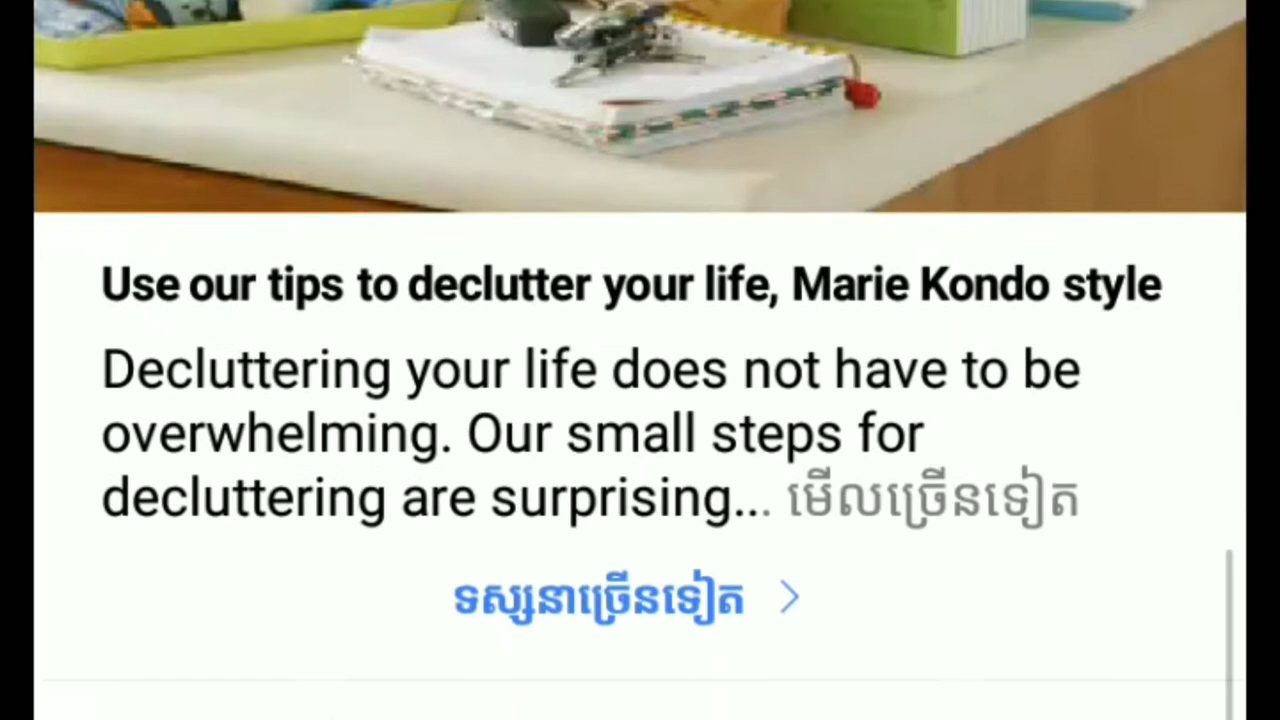 Use our tips to declutter your life, Marie Kondo style
Decluttering your life does not have to be
overwhelming. Our small steps for
decluttering are surprising... មើលច្រើនទៀត
ទស្សនាច្រើនទៀត >